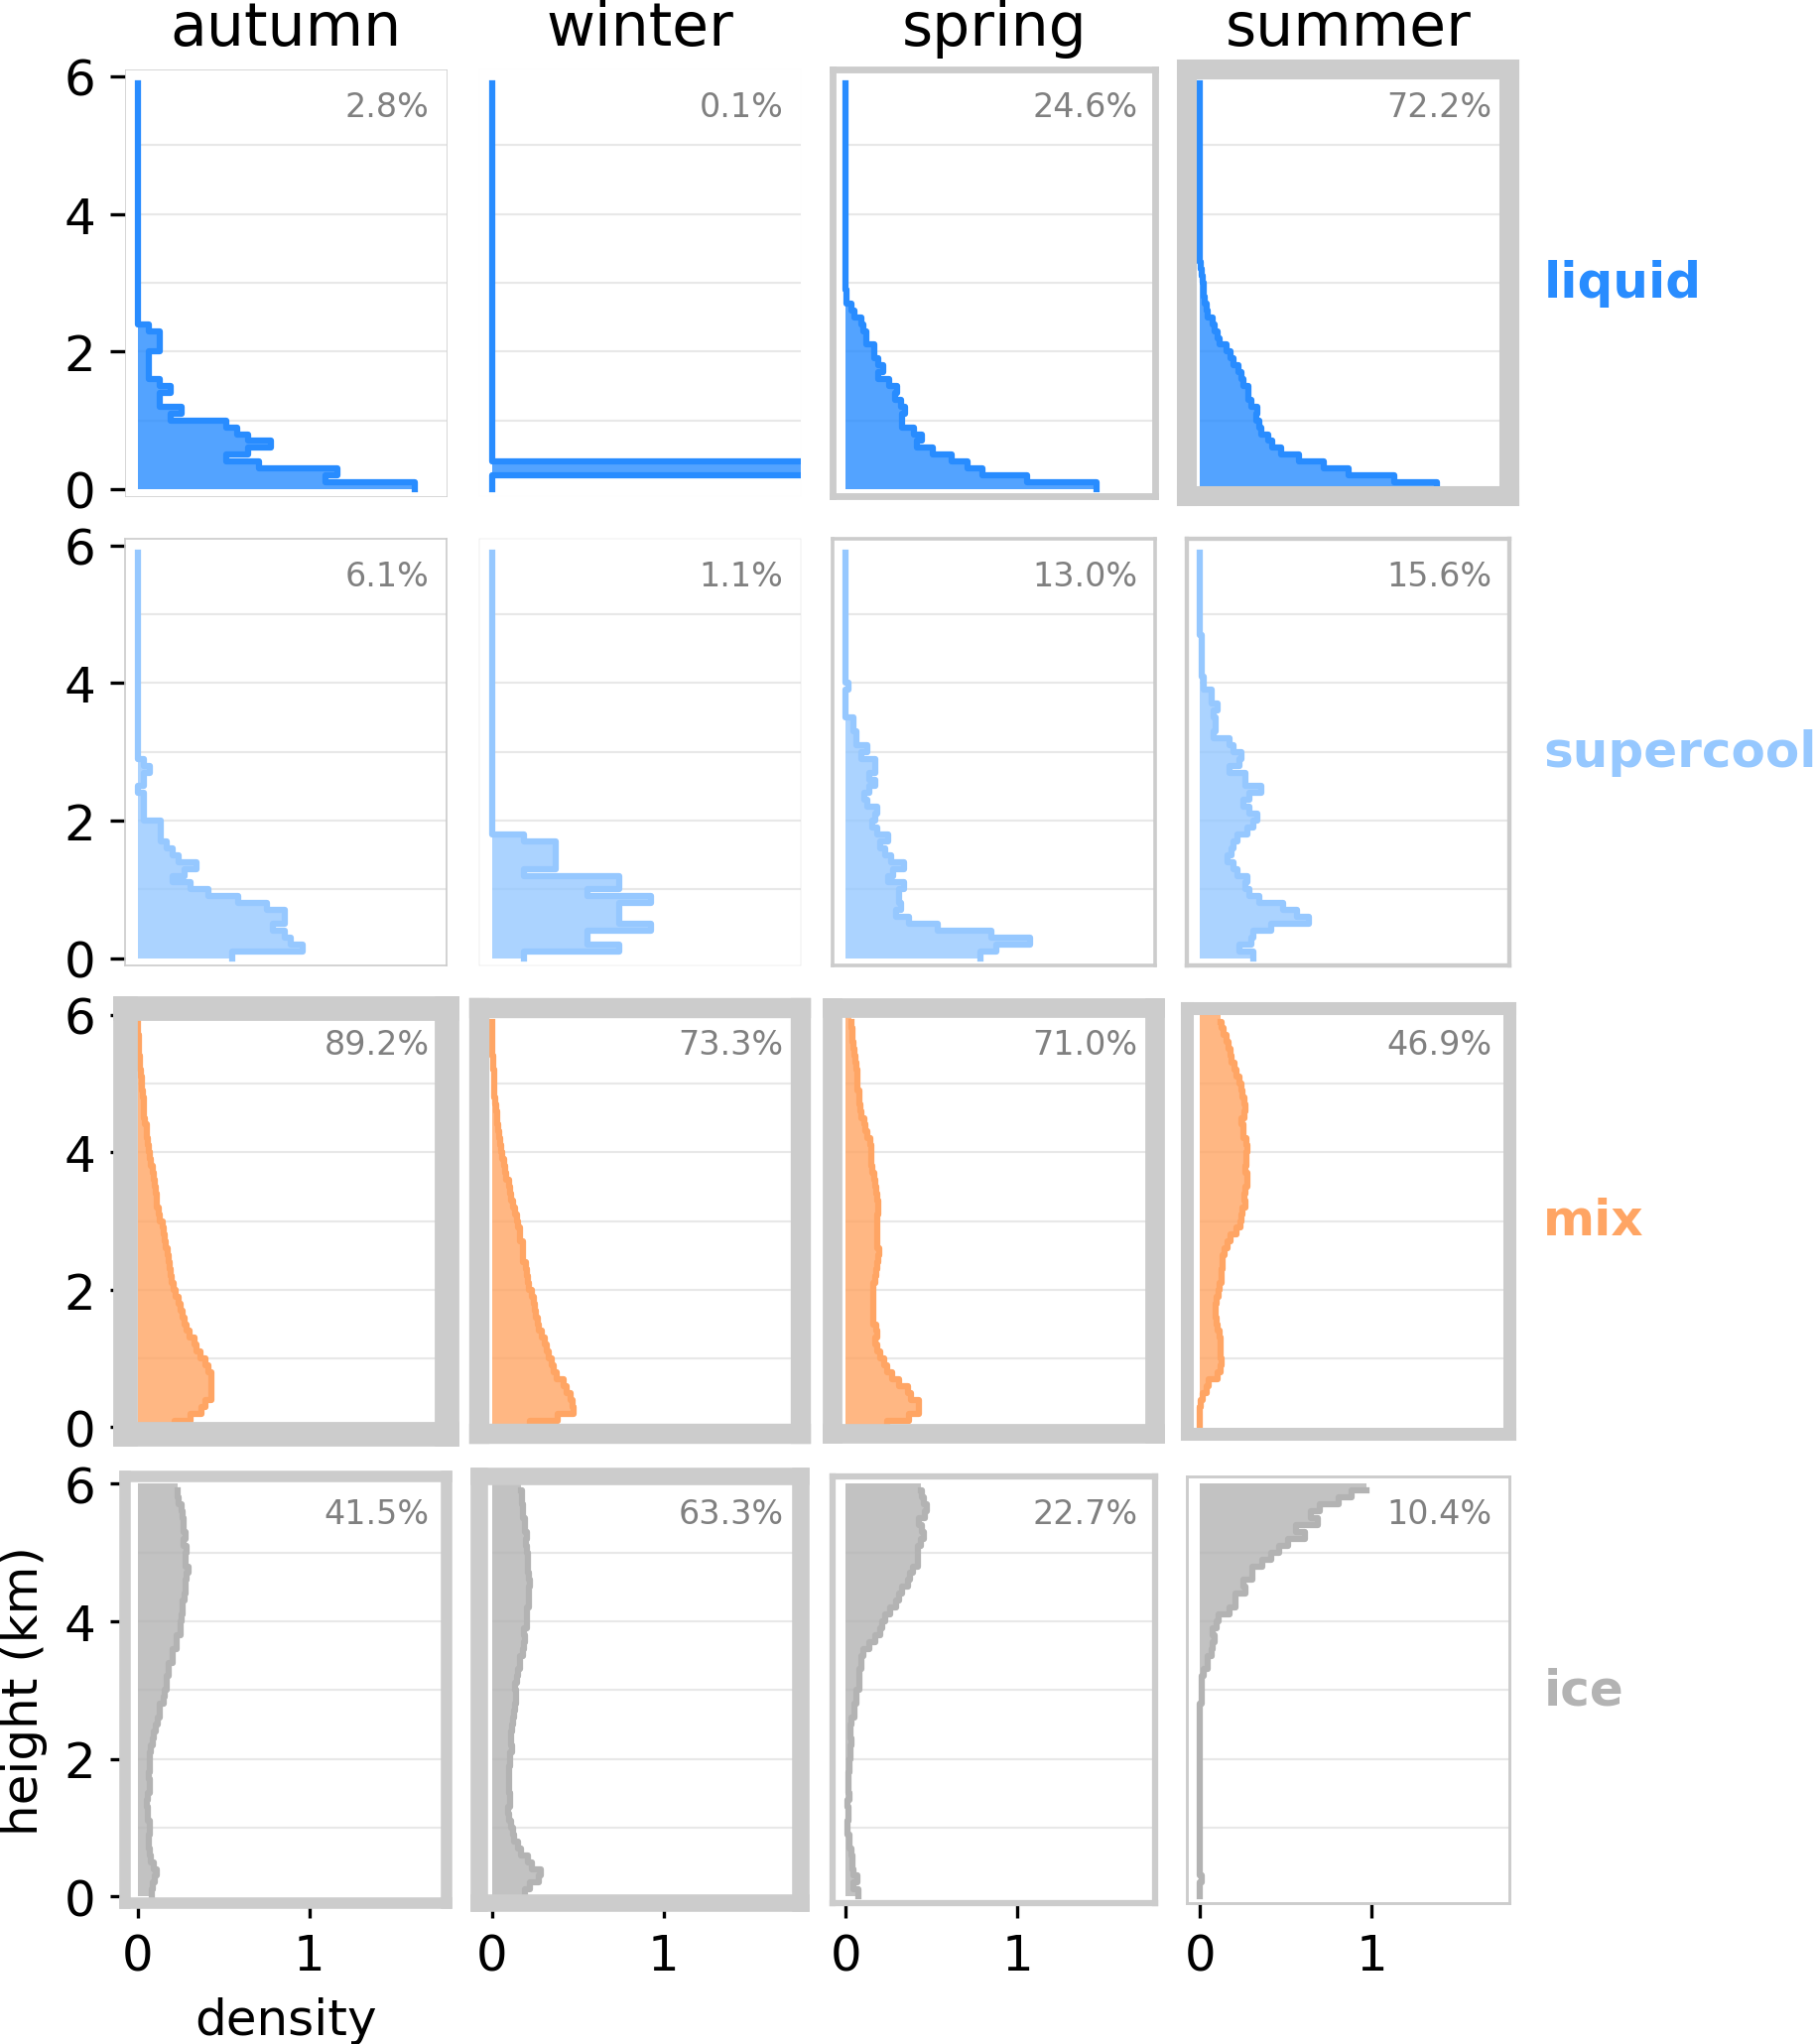 autumn winter spring summer
6 2.8% 0.1% 24.6% 72.2%
4
liquid
2
0
6 6.1% 1.1% 13.0% 15.6%
4
supercool
2
0
6 89.2% 73.3% 71.0% 46.9%
4
mix
2
0
6 41.5% 63.3% 22.7% 10.4%
4
ice
2
0
height (km)
0 1 0 1 0 1 0 1
density